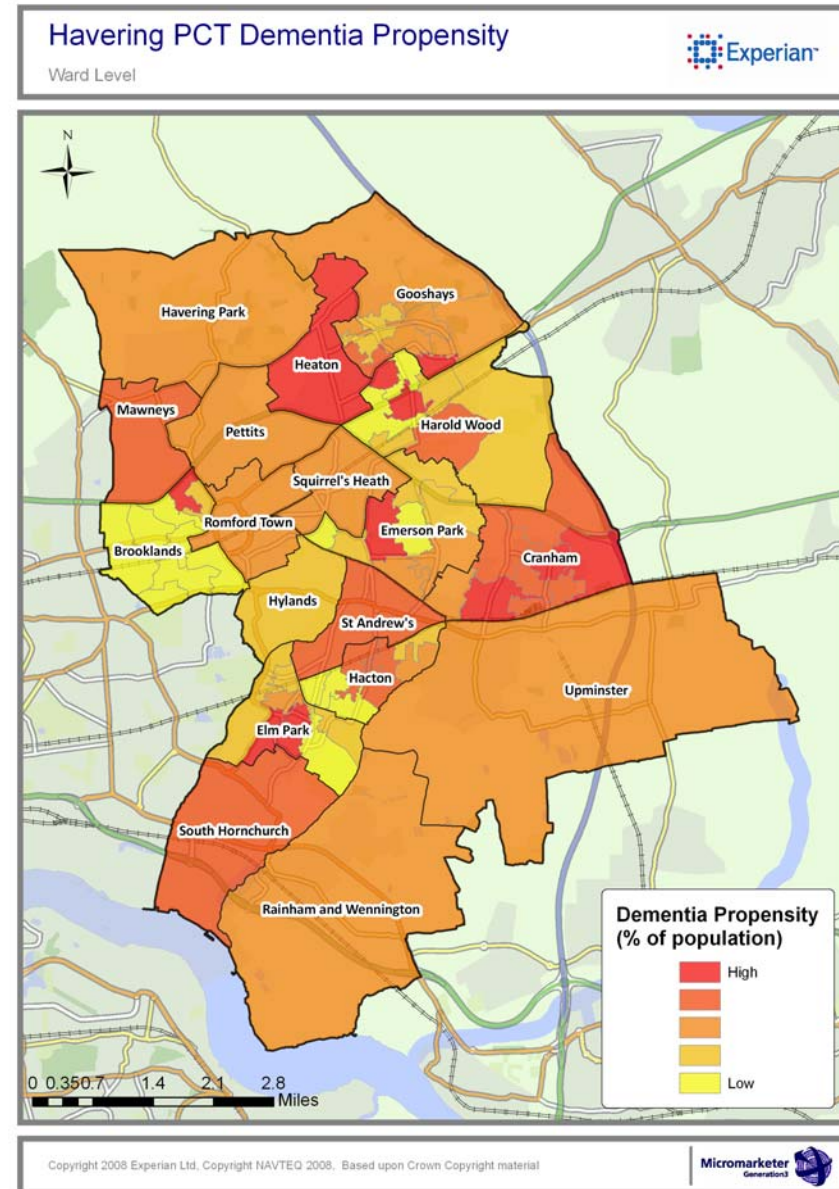 Havering PCT Dementia Propensity
Ward Level
Experian™
N
Havering Park
Gooshays
Heaton
Mawneys
Pettits
Harold Wood
Squirrel's Heath
Romford Town
Emerson Park
Brooklands
Cranham
Hylands
St Andrew's
Hacton
Upminster
Elm Park
South Hornchurch
Rainham and Wennington
Dementia Propensity
(% of population)
High
Low
0 0.350.7 1.4 2.1 2.8
Miles
Copyright 2008 Experian Ltd, Copyright NAVTEQ 2008. Based upon Crown Copyright material
Micromarketer
Generation3